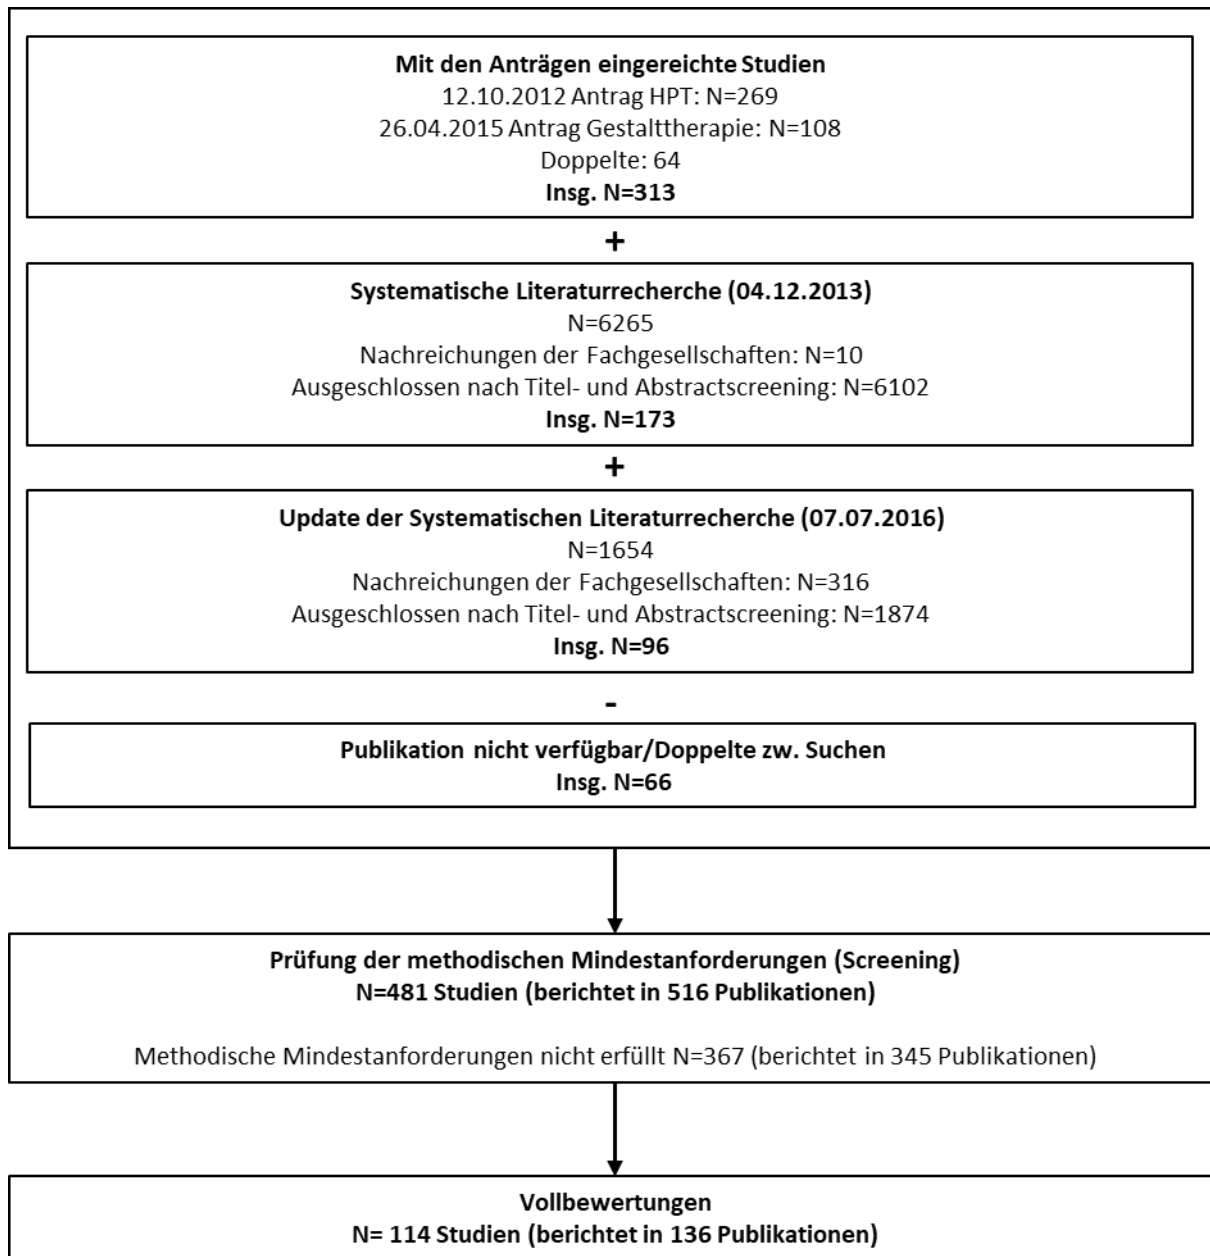 Mit den Anträgen eingereichte Studien
12.10.2012 Antrag HPT: N=269
26.04.2015 Antrag Gestalttherapie: N=108
Doppelte: 64
Insg. N=313
+
Systematische Literaturrecherche (04.12.2013)
N=6265
Nachreichungen der Fachgesellschaften: N=10
Ausgeschlossen nach Titel- und Abstractscreening: N=6102
Insg. N=173
+
Update der Systematischen Literaturrecherche (07.07.2016)
N=1654
Nachreichungen der Fachgesellschaften: N=316
Ausgeschlossen nach Titel- und Abstractscreening: N=1874
Insg. N=96
-
Publikation nicht verfügbar/Doppelte zw. Suchen
Insg. N=66
Prüfung der methodischen Mindestanforderungen (Screening)
N=481 Studien (berichtet in 516 Publikationen)
Methodische Mindestanforderungen nicht erfüllt N=367 (berichtet in 345 Publikationen)
Vollbewertungen
N= 114 Studien (berichtet in 136 Publikationen)